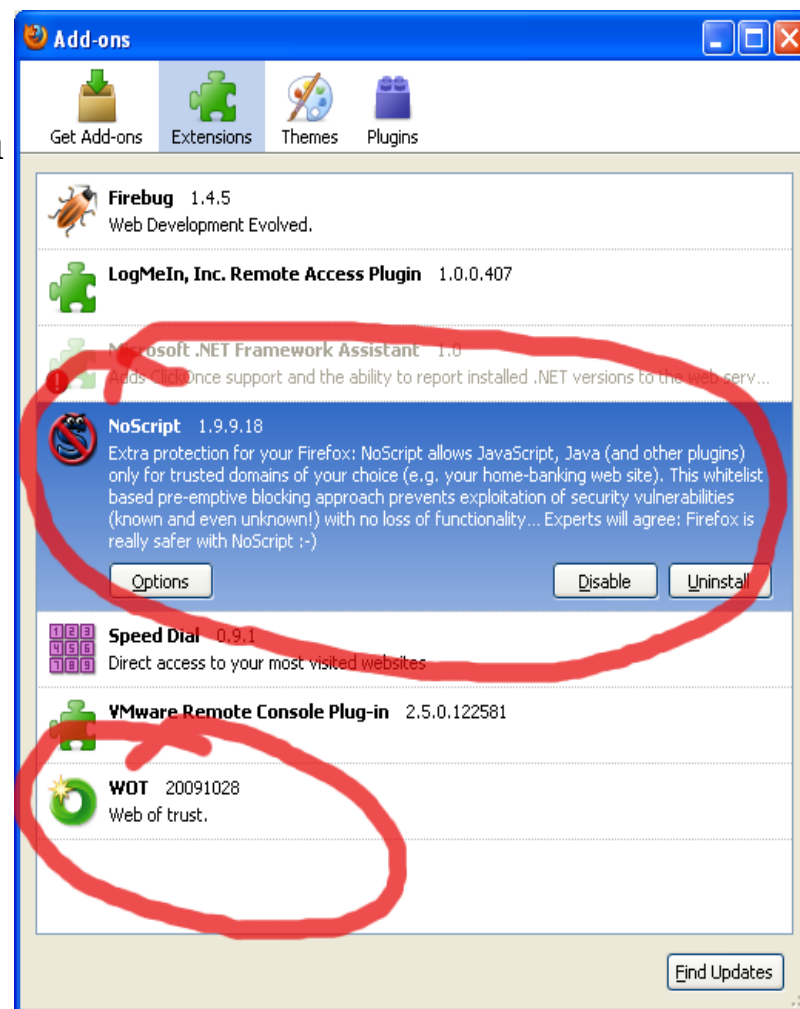 Add-ons
Get Add-ons Extensions Themes Plugins
Firebug 1.4.5
Web Development Evolved.
LogMeIn, Inc. Remote Access Plugin 1.0.0.407
Microsoft .NET Framework Assistant 1.0
Adds ClickOnce support and the ability to report installed .NET versions to the web serv...
NoScript 1.9.9.18
Extra protection for your Firefox: NoScript allows JavaScript, Java (and other plugins)
only for trusted domains of your choice (e.g. your home-banking web site). This whitelist
based pre-emptive blocking approach prevents exploitation of security vulnerabilities
(known and even unknown!) with no loss of functionality... Experts will agree: Firefox is
really safer with NoScript :-)
Options Disable Uninstall
Speed Dial 0.9.1
Direct access to your most visited websites
VMware Remote Console Plug-in 2.5.0.122581
WOT 20091028
Web of trust.
Find Updates